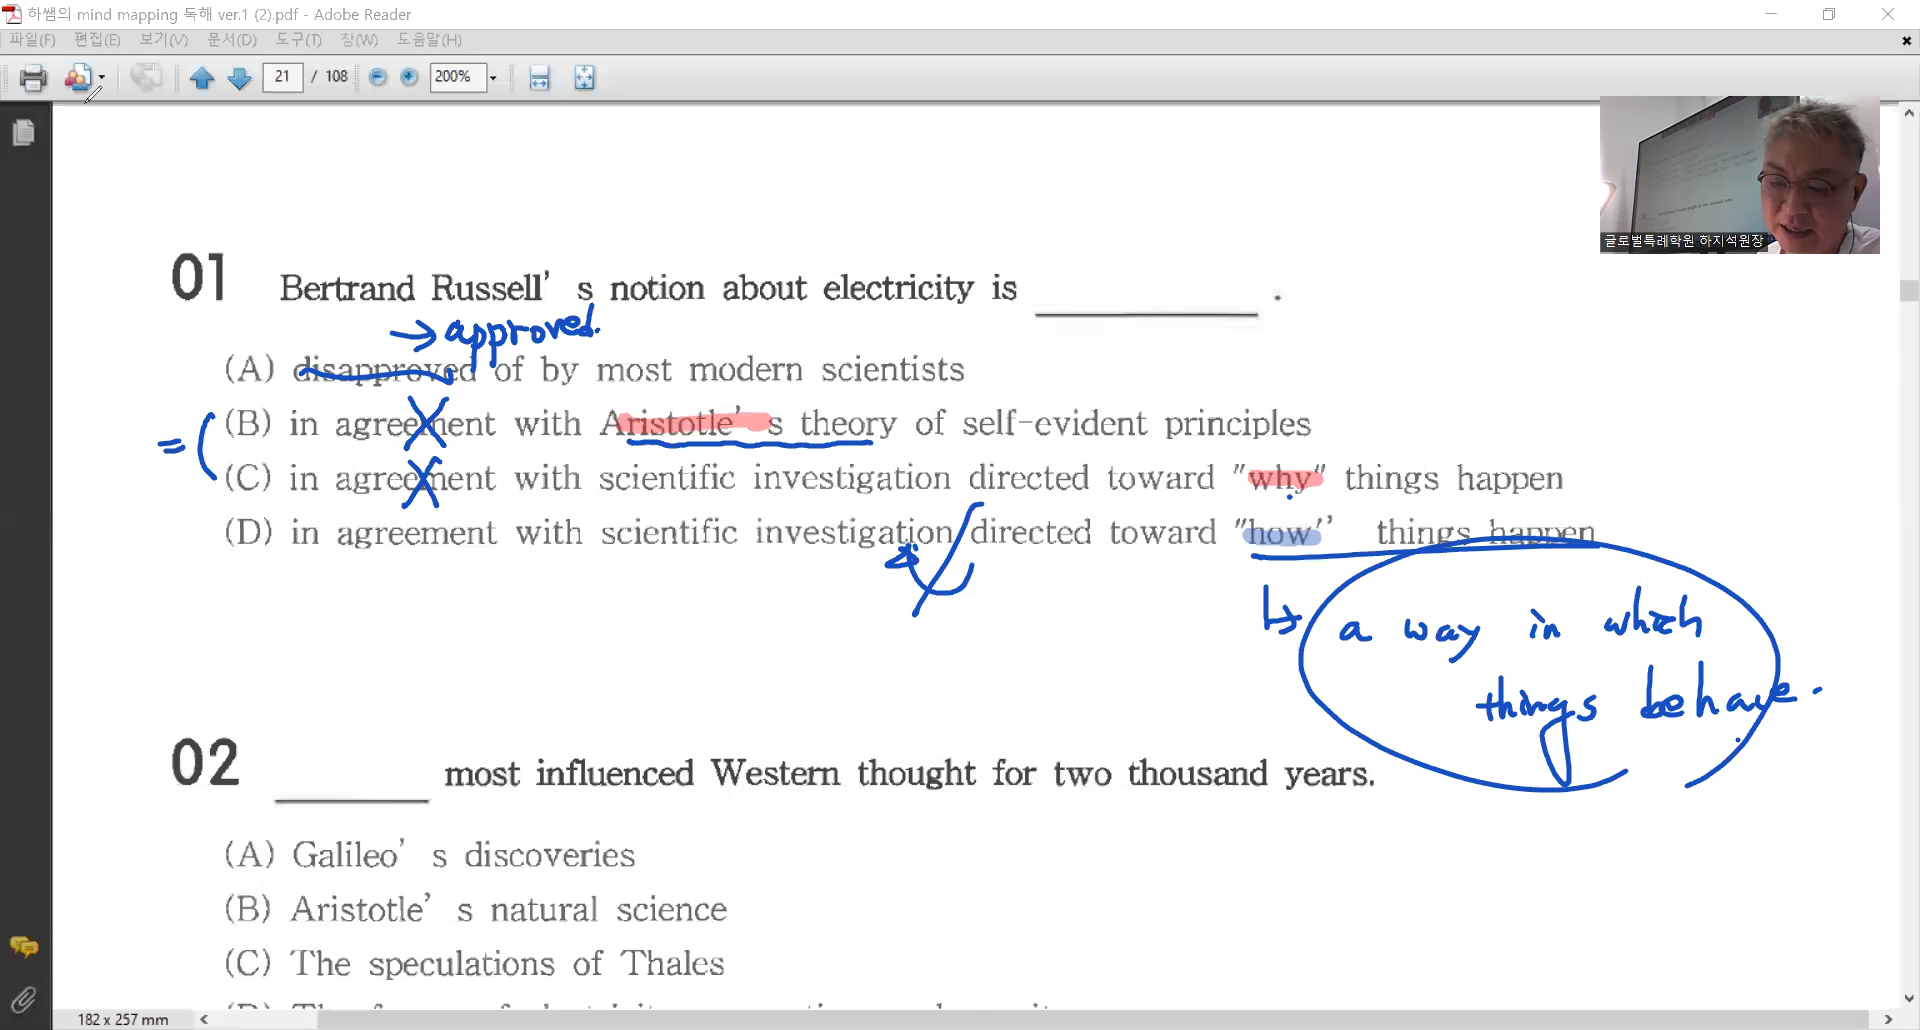 하쌤의 mind mapping 독해 ver.1 (2).pdf - Adobe Reader
파일(F) 편집(E) 보기(V) 문서(D) 도구(T) 창(W) 도움말(H)
21 / 108 200%
글로벌특례학원 하지석원장
01 Bertrand Russell's notion about electricity is ____________ .
→ approved.
(A) disapproved of by most modern scientists
= (B) in agreement with Aristotle's theory of self-evident principles
(C) in agreement with scientific investigation directed toward "why" things happen
(D) in agreement with scientific investigation directed toward "how'' things happen
↳ a way in which
things behave.
02 ________ most influenced Western thought for two thousand years.
(A) Galileo's discoveries
(B) Aristotle's natural science
(C) The speculations of Thales
182 x 257 mm